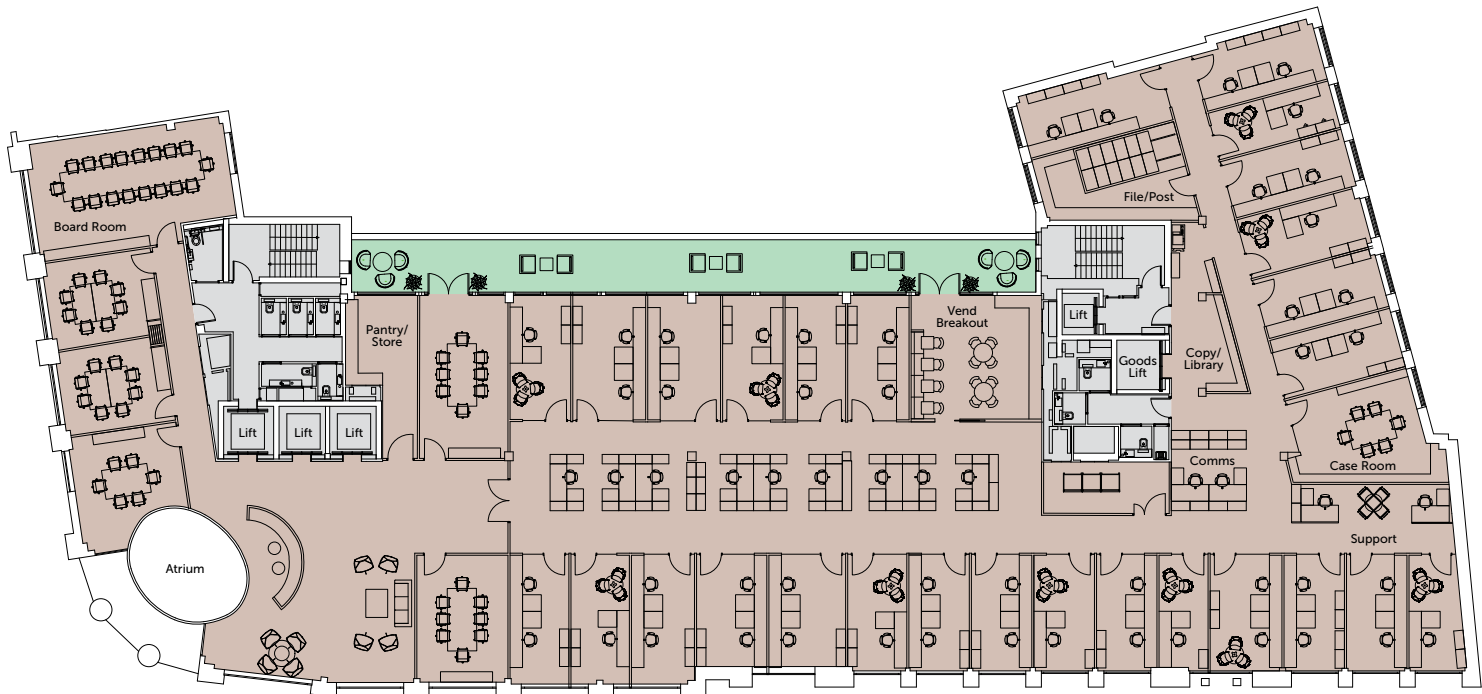 Board Room
File/Post
Pantry/
Store
Vend
Breakout
Lift
Goods
Lift
Copy/
Library
Lift
Lift
Lift
Comms
Case Room
Support
Atrium